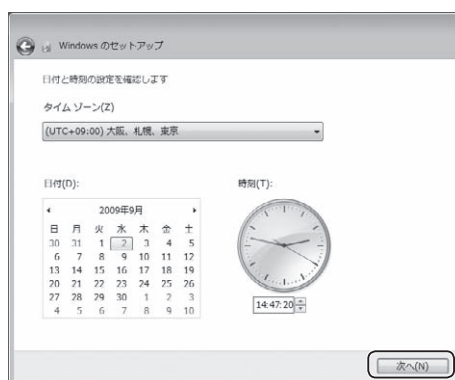 Windows のセットアップ
日付と時刻の設定を確認します
タイム ゾーン(Z)
(UTC+09:00) 大阪、札幌、東京
日付(D):
時刻(T):
2009年9月
日 月 火 水 木 金 土
30 31 1 2 3 4 5
6 7 8 9 10 11 12
13 14 15 16 17 18 19
20 21 22 23 24 25 26
27 28 29 30 1 2 3
4 5 6 7 8 9 10
14:47:20
次へ(N)